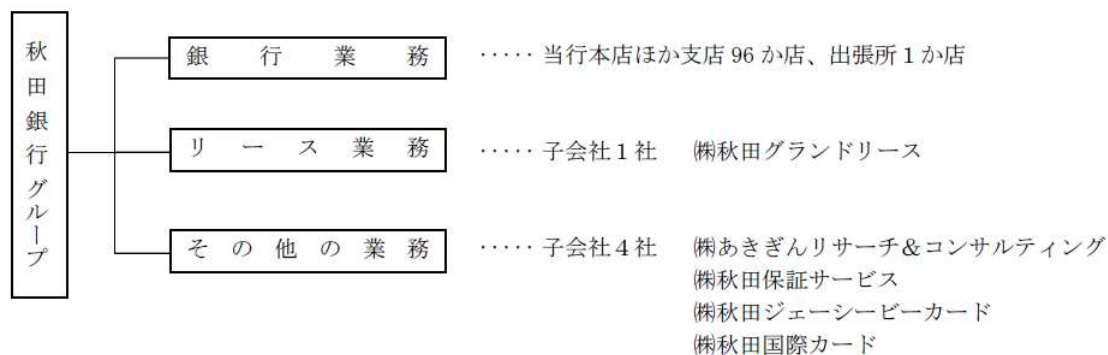 秋田銀行グループ
銀行業務 ‥‥‥ 当行本店ほか支店 96 か店、出張所 1 か店
リース業務 ‥‥‥ 子会社 1 社 ㈱秋田グランドリース
その他の業務 ‥‥‥ 子会社 4 社 ㈱あきぎんリサーチ＆コンサルティング
㈱秋田保証サービス
㈱秋田ジェーシービーカード
㈱秋田国際カード